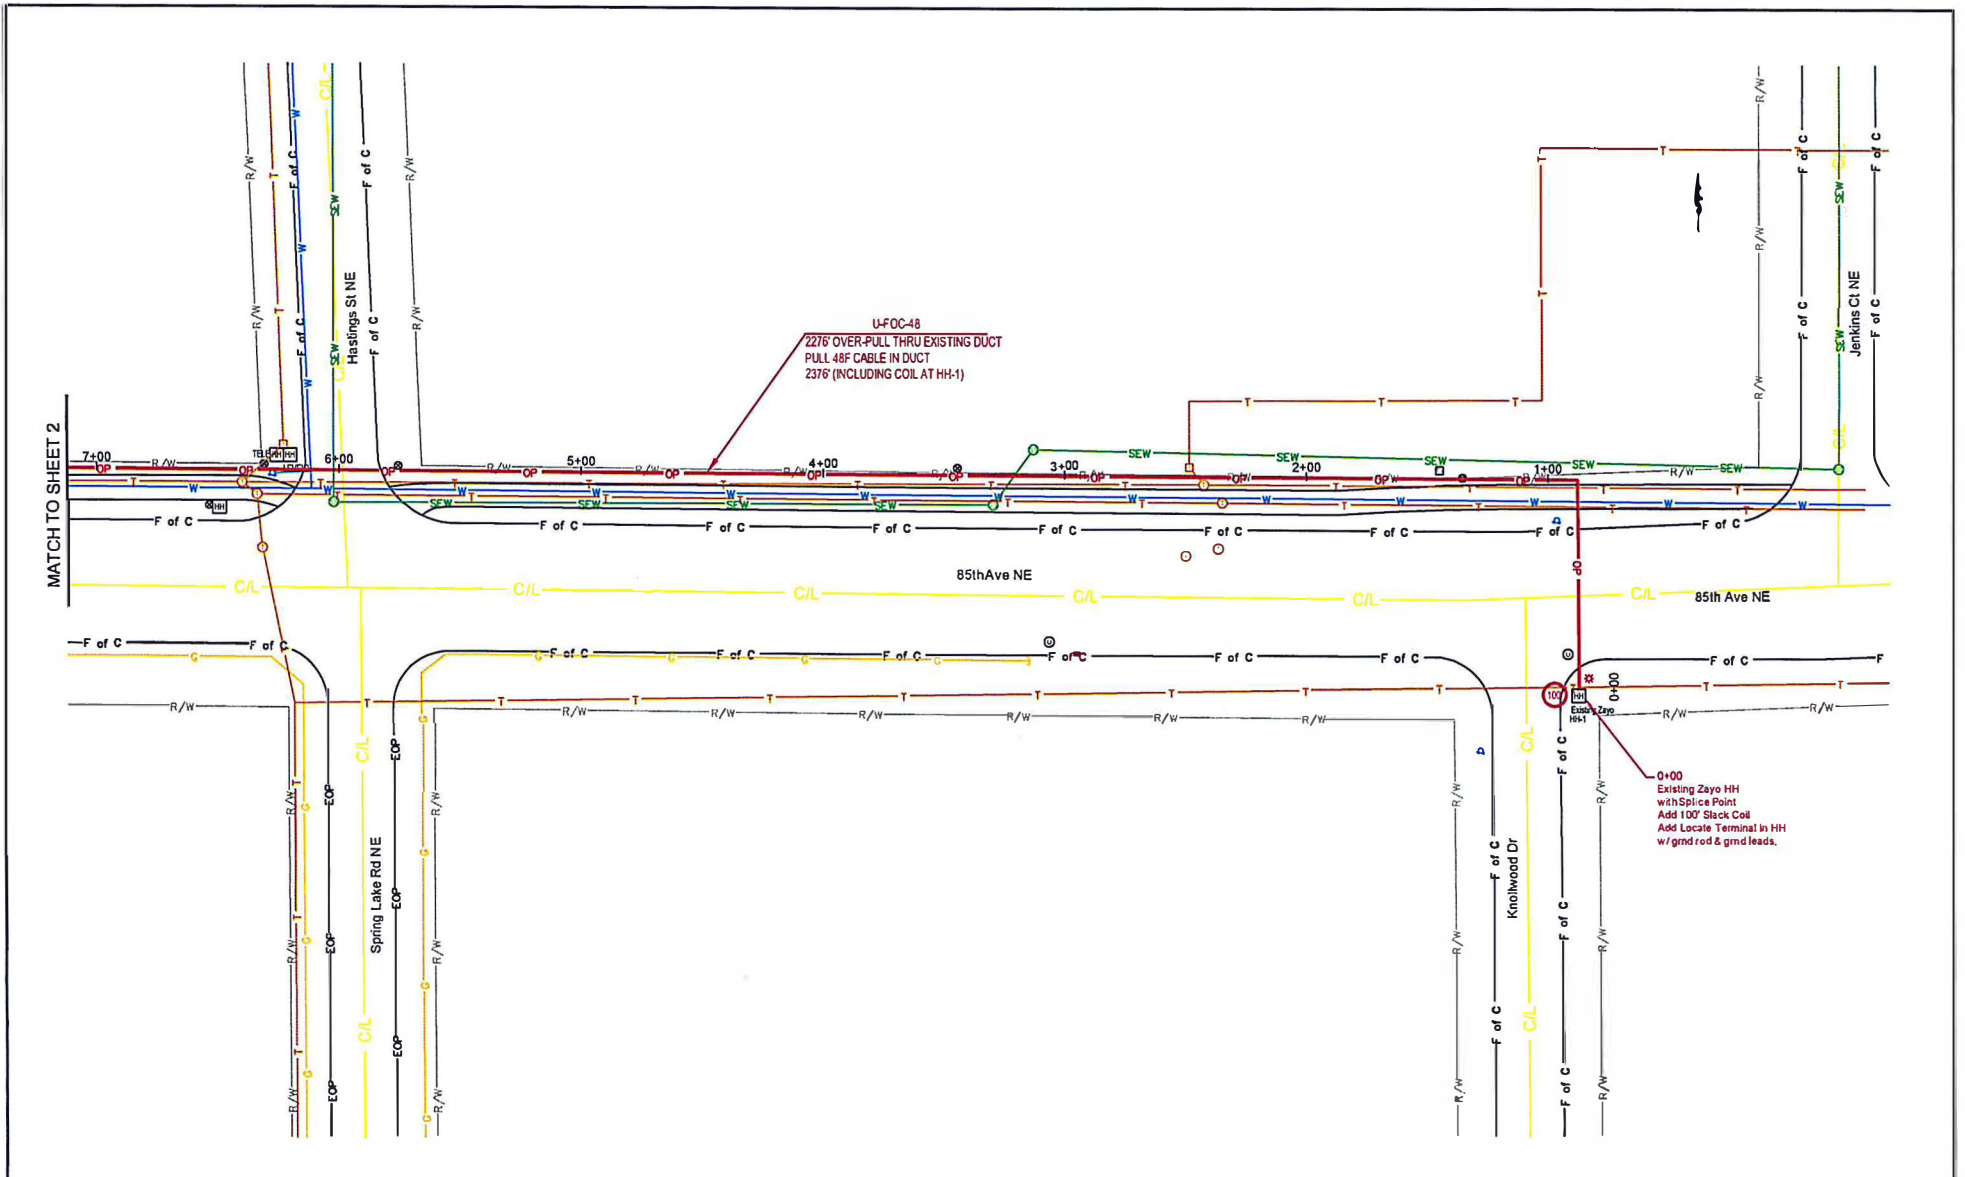 U-FOC-48
2276' OVER-PULL THRU EXISTING DUCT
PULL 48F CABLE IN DUCT
2376' (INCLUDING COIL AT HH-1)
Hastings St NE
Jenkins Ct NE
MATCH TO SHEET 2
7+00
6+00
5+00
4+00
3+00
2+00
1+00
0+00
TELE
HH
HH
HH
R/W
F of C
C/L
SEW
OP
T
W
G
EOP
85thAve NE
85th Ave NE
100'
HH
Existing Zayo
HH-1
0+00
Existing Zayo HH
with Splice Point
Add 100' Slack Coil
Add Locate Terminal in HH
w/ grnd rod & grnd leads.
Spring Lake Rd NE
Knollwood Dr